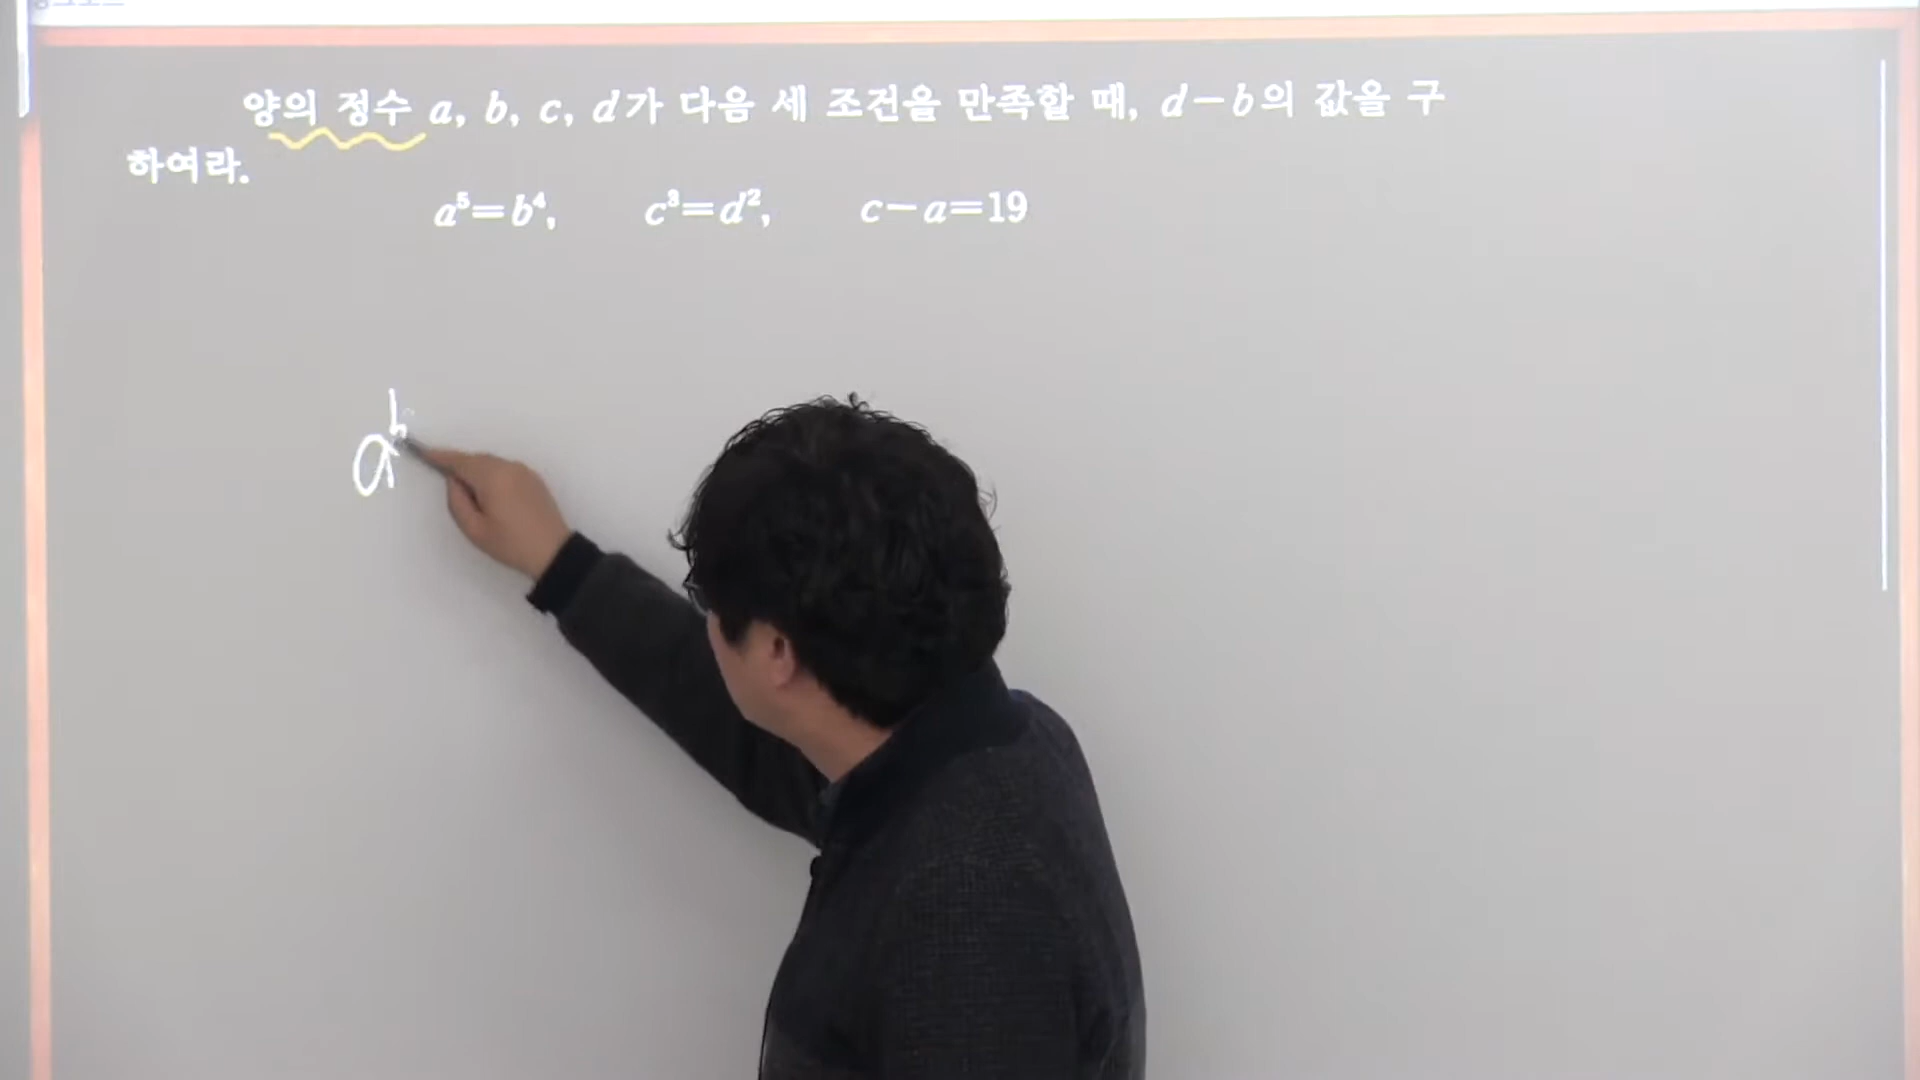 양의 정수 a, b, c, d가 다음 세 조건을 만족할 때, d-b의 값을 구
하여라.
a⁵=b⁴, c³=d², c-a=19
a